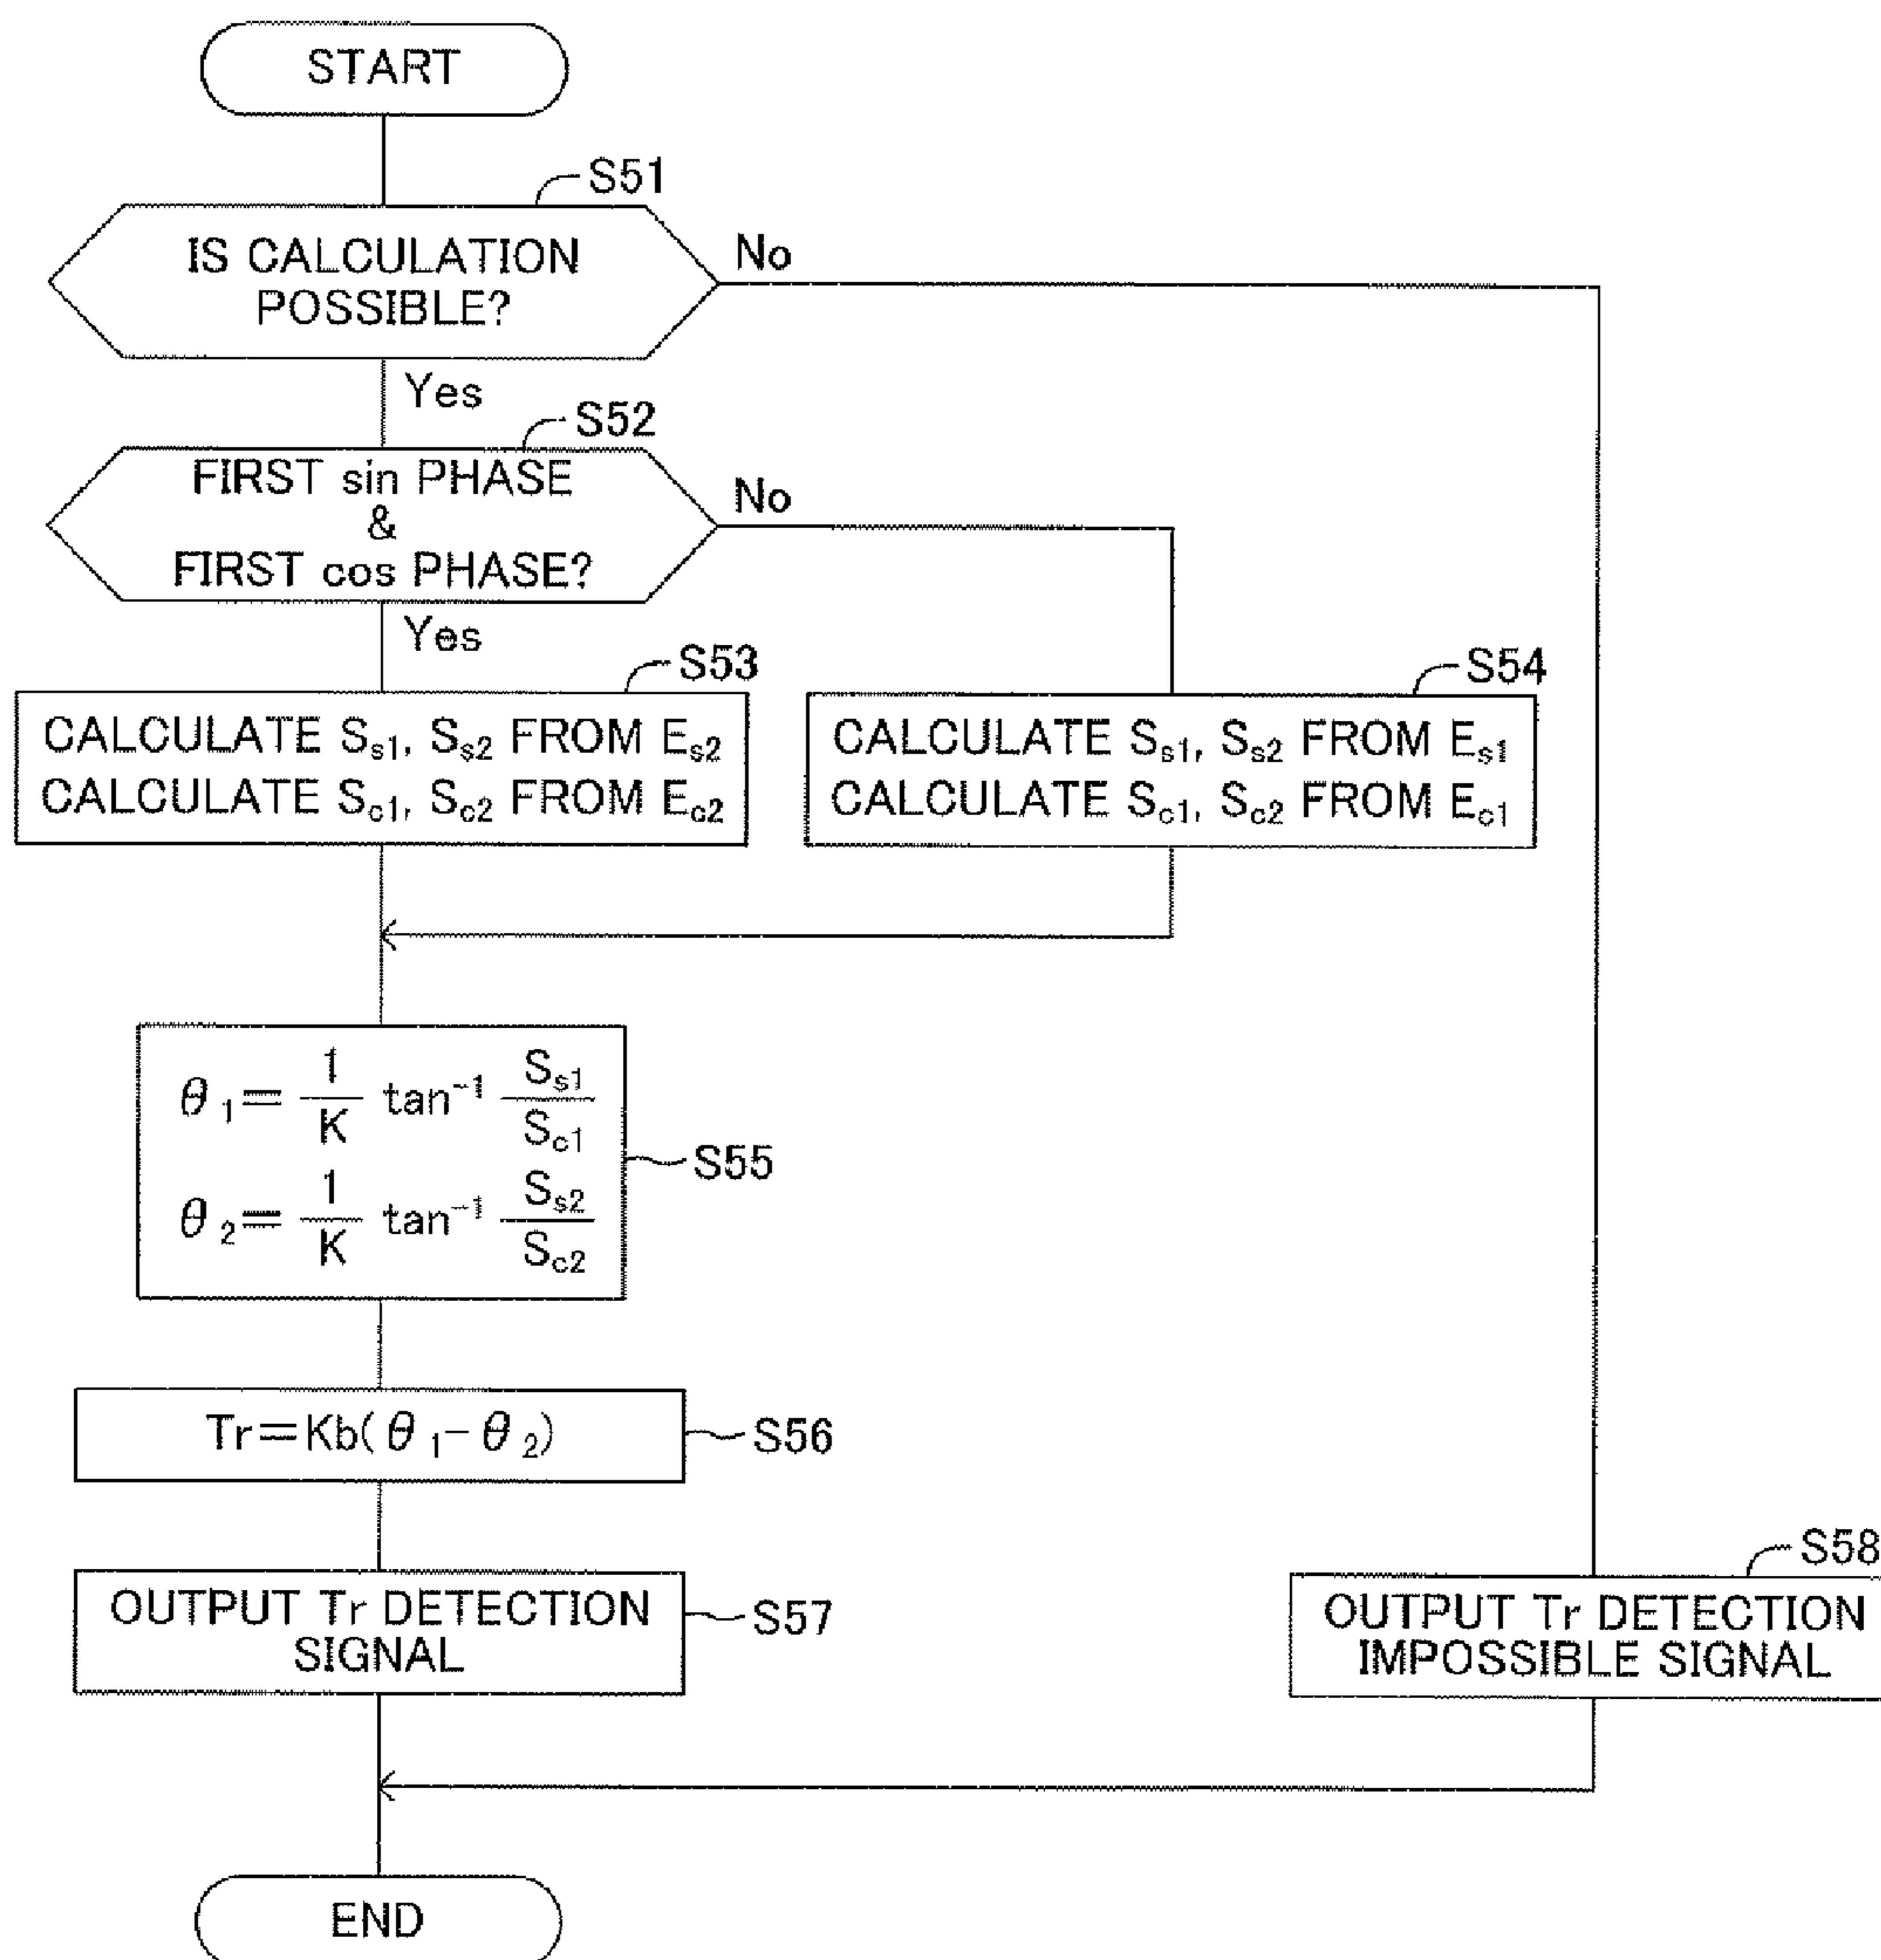 START
S51
IS CALCULATION
POSSIBLE?
No
Yes
S52
FIRST sin PHASE
&
FIRST cos PHASE?
No
Yes
S53
CALCULATE Ss1, Ss2 FROM Es2
CALCULATE Sc1, Sc2 FROM Ec2
S54
CALCULATE Ss1, Ss2 FROM Es1
CALCULATE Sc1, Sc2 FROM Ec1
θ1= 1/K tan⁻¹ Ss1/Sc1
θ2= 1/K tan⁻¹ Ss2/Sc2
S55
Tr=Kb(θ1-θ2)
S56
OUTPUT Tr DETECTION
SIGNAL
S57
S58
OUTPUT Tr DETECTION
IMPOSSIBLE SIGNAL
END